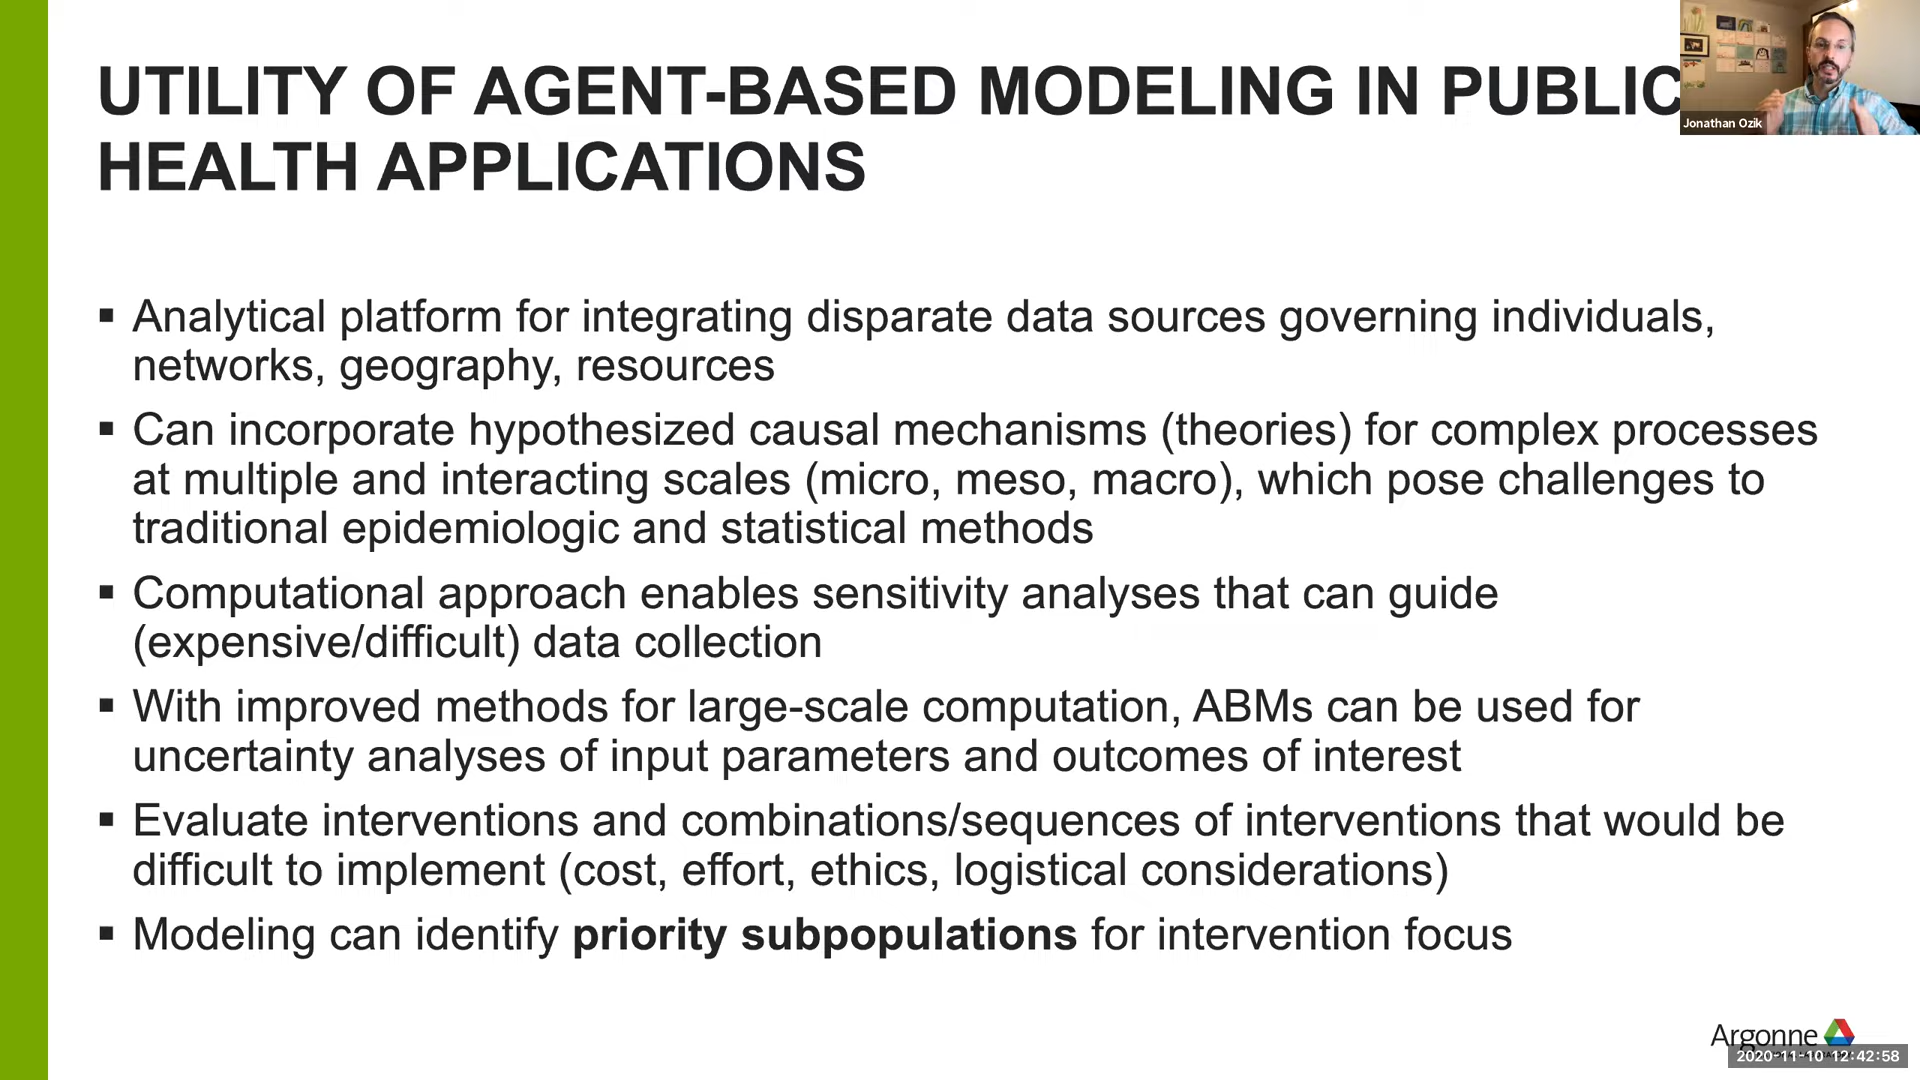 UTILITY OF AGENT-BASED MODELING IN PUBLIC
HEALTH APPLICATIONS
Jonathan Ozik
▪ Analytical platform for integrating disparate data sources governing individuals,
networks, geography, resources
▪ Can incorporate hypothesized causal mechanisms (theories) for complex processes
at multiple and interacting scales (micro, meso, macro), which pose challenges to
traditional epidemiologic and statistical methods
▪ Computational approach enables sensitivity analyses that can guide
(expensive/difficult) data collection
▪ With improved methods for large-scale computation, ABMs can be used for
uncertainty analyses of input parameters and outcomes of interest
▪ Evaluate interventions and combinations/sequences of interventions that would be
difficult to implement (cost, effort, ethics, logistical considerations)
▪ Modeling can identify priority subpopulations for intervention focus
Argonne
2020-11-10 12:42:58